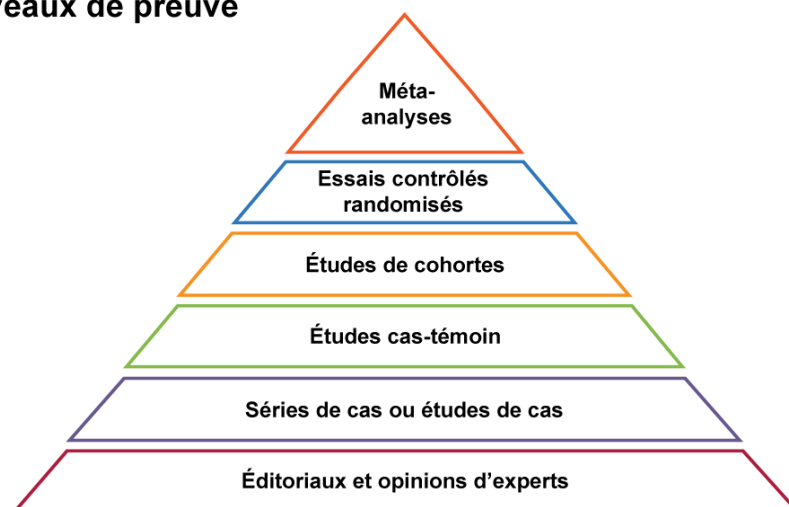 veaux de preuve
Méta-
analyses
Essais contrôlés
randomisés
Études de cohortes
Études cas-témoin
Séries de cas ou études de cas
Éditoriaux et opinions d’experts